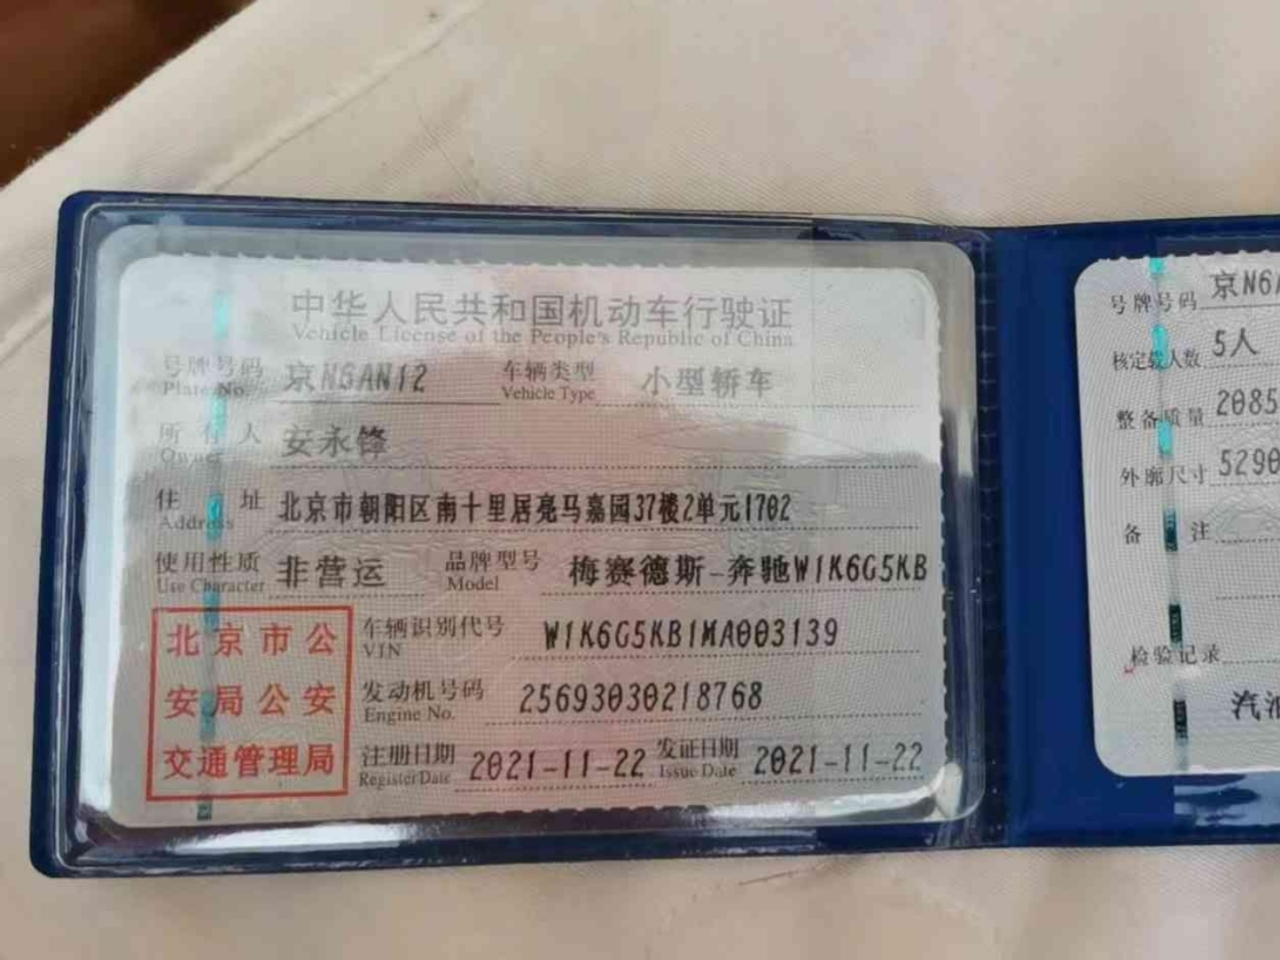 中华人民共和国机动车行驶证
Vehicle License of the People's Republic of China
号牌号码 京N6AN12 车辆类型 小型轿车
Plate No. Vehicle Type
所有人 安永锋
Owner
住址 北京市朝阳区南十里居亮马嘉园37楼2单元1702
Address
使用性质 非营运 品牌型号 梅赛德斯-奔驰W1K6G5KB
Use Character Model
北京市公
安局公安
交通管理局
车辆识别代号 W1K6G5KB1MA003139
VIN
发动机号码 25693030218768
Engine No.
注册日期 2021-11-22 发证日期 2021-11-22
Register Date Issue Date
号牌号码 京N6A
核定载人数 5人
整备质量 2085
外廓尺寸 5290
备注
检验记录
汽油